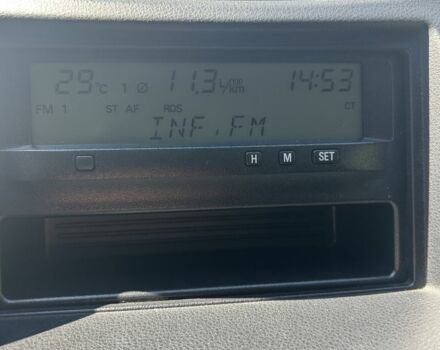 29°C 1 Ø 11,3 l/100km 14:53
FM 1 ST AF RDS CT
INF.FM
H M SET